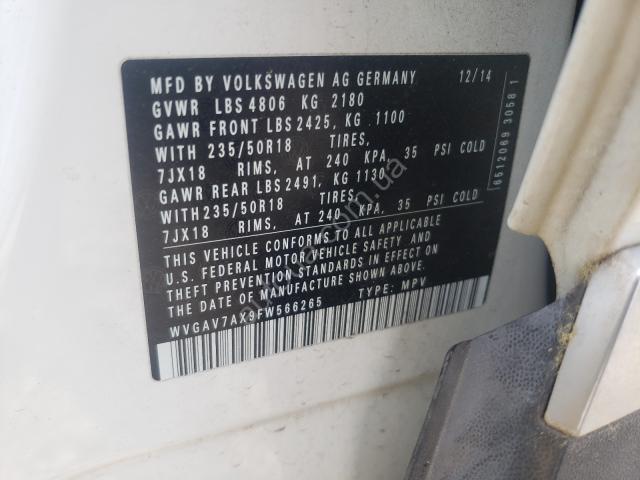 MFD BY VOLKSWAGEN AG GERMANY 12/14
GVWR LBS 4806 KG 2180
GAWR FRONT LBS 2425, KG 1100
WITH 235/50R18 TIRES,
7JX18 RIMS, AT 240 KPA, 35 PSI COLD
GAWR REAR LBS 2491, KG 1130
WITH 235/50R18 TIRES,
7JX18 RIMS, AT 240 KPA, 35 PSI COLD
THIS VEHICLE CONFORMS TO ALL APPLICABLE
U.S. FEDERAL MOTOR VEHICLE SAFETY AND
THEFT PREVENTION STANDARDS IN EFFECT ON
THE DATE OF MANUFACTURE SHOWN ABOVE.
WVGAV7AX9FW566265 TYPE: MPV
6512069 3058 1